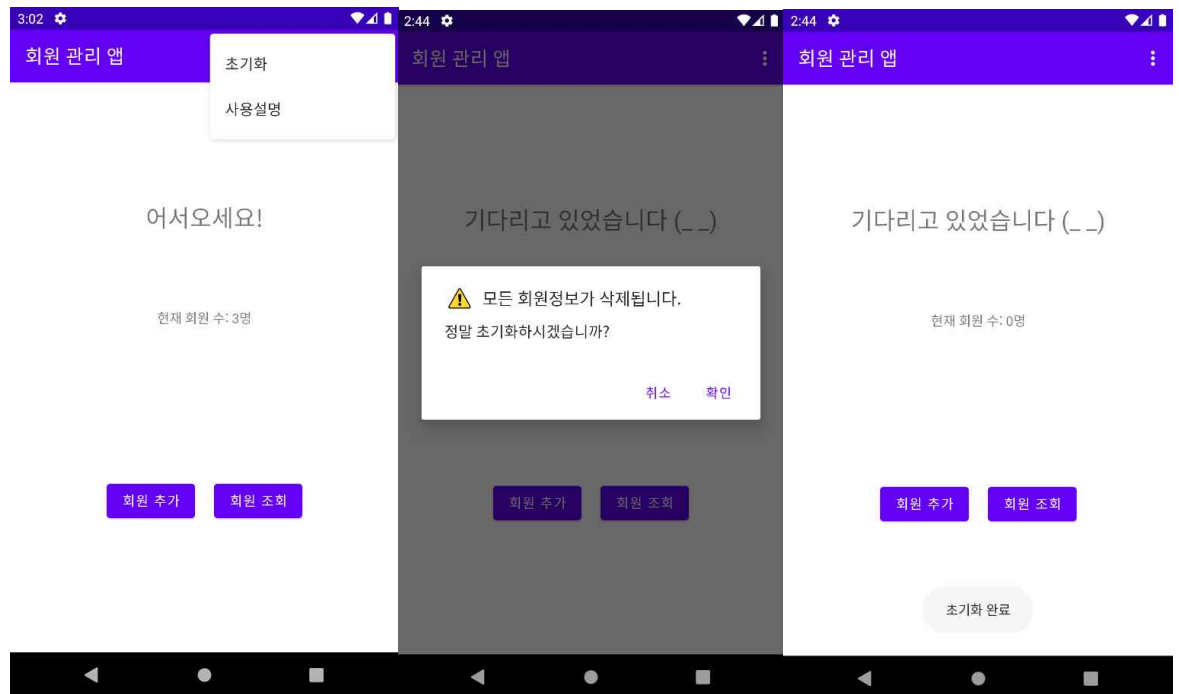 3:02
회원 관리 앱
초기화
사용설명
어서오세요!
현재 회원 수: 3명
회원 추가
회원 조회
2:44
회원 관리 앱
기다리고 있었습니다 (_ _)
모든 회원정보가 삭제됩니다.
정말 초기화하시겠습니까?
취소
확인
회원 추가
회원 조회
2:44
회원 관리 앱
기다리고 있었습니다 (_ _)
현재 회원 수: 0명
회원 추가
회원 조회
초기화 완료